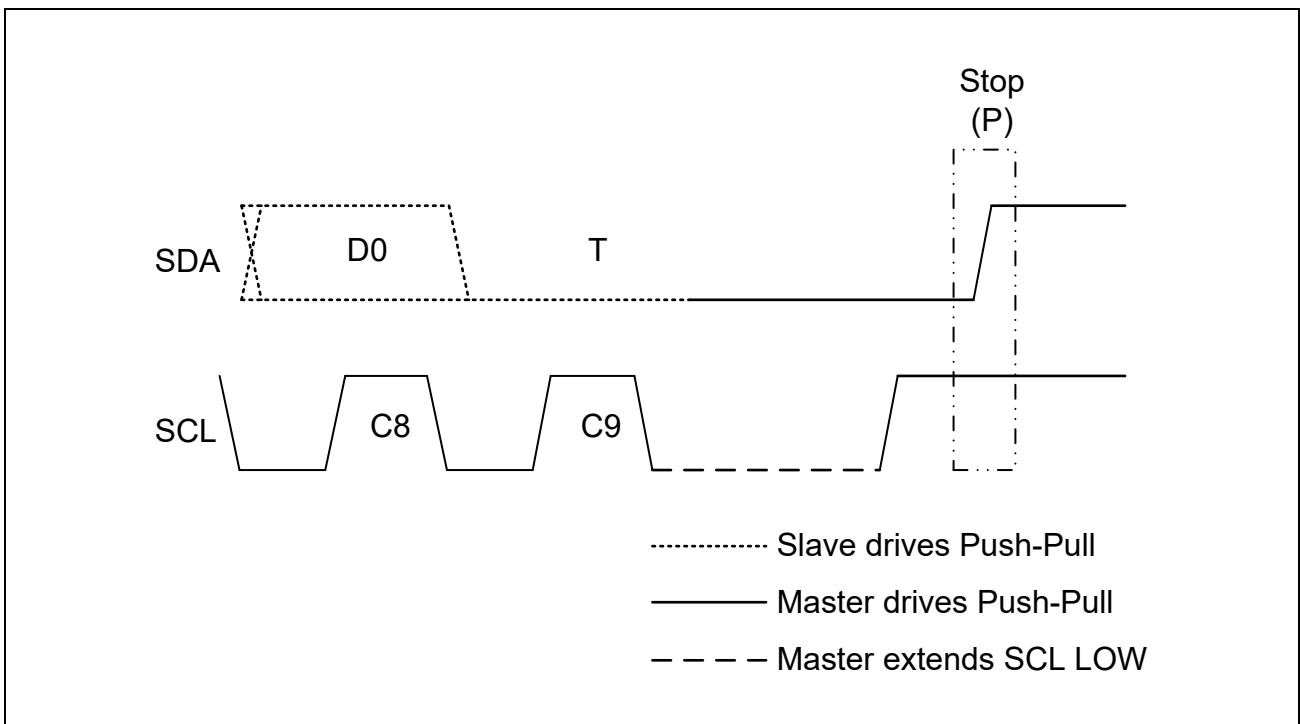 Stop
(P)
SDA
D0
T
SCL
C8
C9
Slave drives Push-Pull
Master drives Push-Pull
Master extends SCL LOW